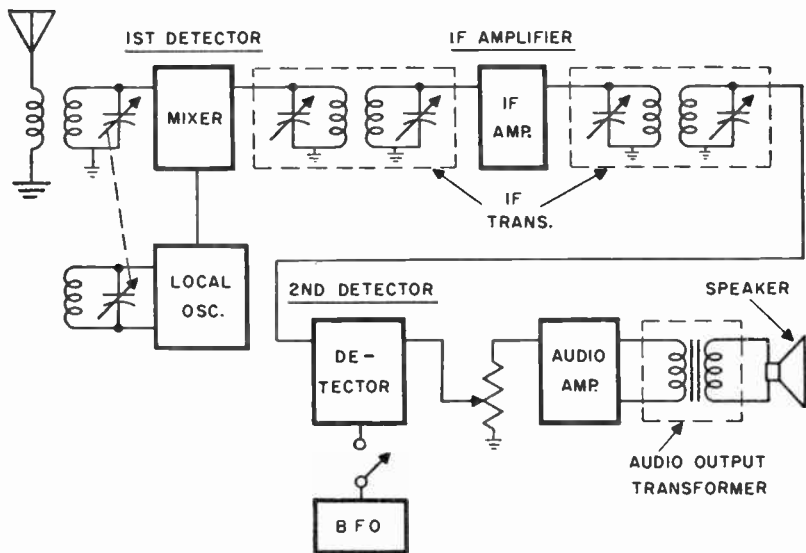 1ST DETECTOR
IF AMPLIFIER
MIXER
IF
AMP.
IF
TRANS.
LOCAL
OSC.
2ND DETECTOR
SPEAKER
DE-
TECTOR
AUDIO
AMP.
AUDIO OUTPUT
TRANSFORMER
BFO